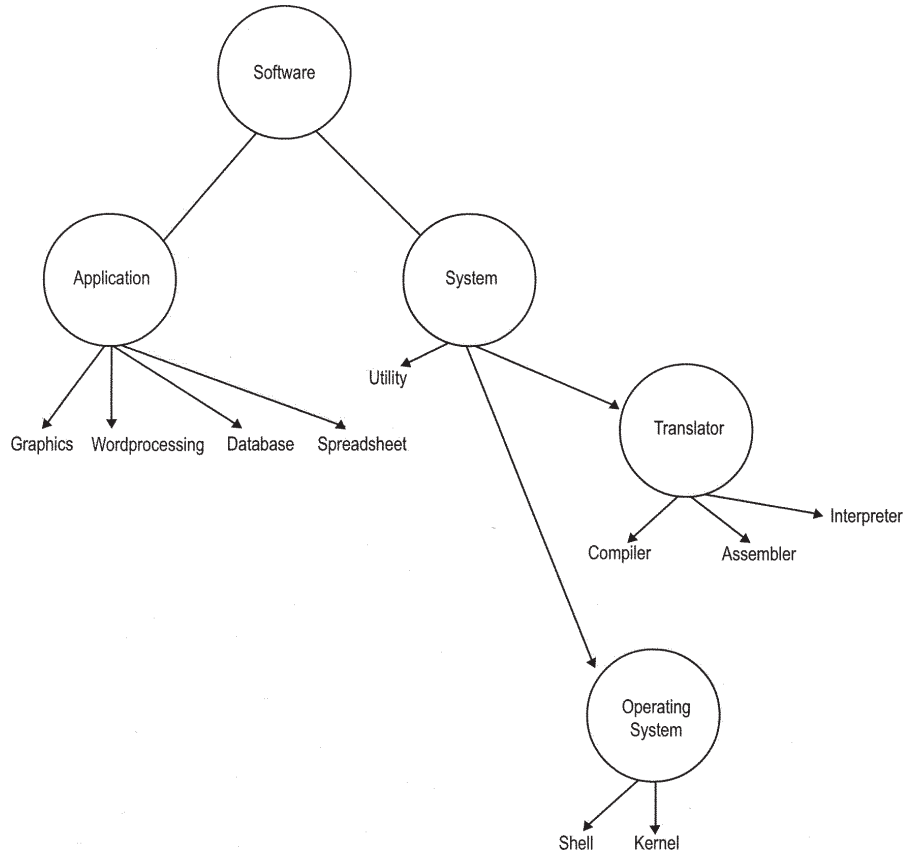 Software
Application
System
Utility
Translator
Graphics
Wordprocessing
Database
Spreadsheet
Interpreter
Compiler
Assembler
Operating
System
Shell
Kernel